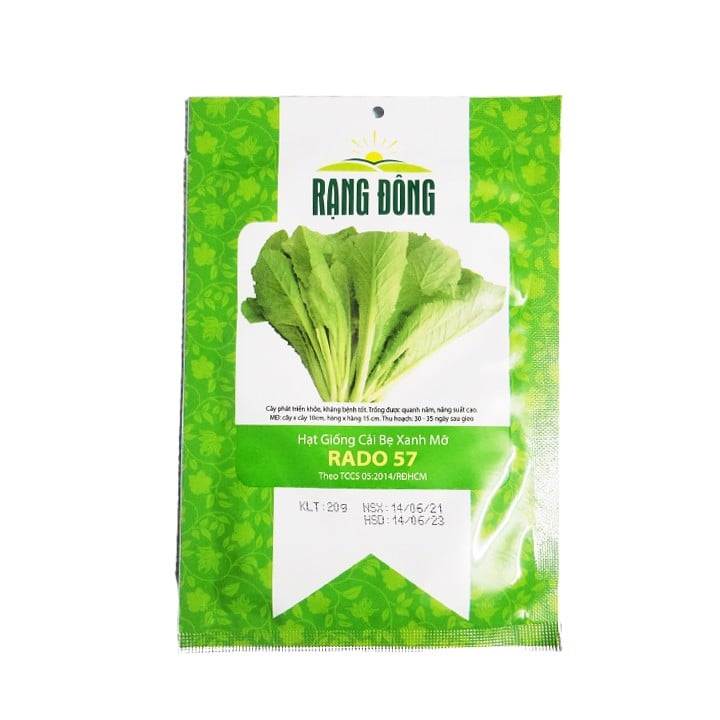 RẠNG ĐÔNG
Cây phát triển khỏe, kháng bệnh tốt. Trồng được quanh năm, năng suất cao.
MĐ: cây x cây 10cm, hàng x hàng 15 cm. Thu hoạch: 30 - 35 ngày sau gieo
Hạt Giống Cải Bẹ Xanh Mỡ
RADO 57
Theo TCCS 05:2014/RĐHCM
KLT:20g NSX:14/06/21
HSD:14/06/23